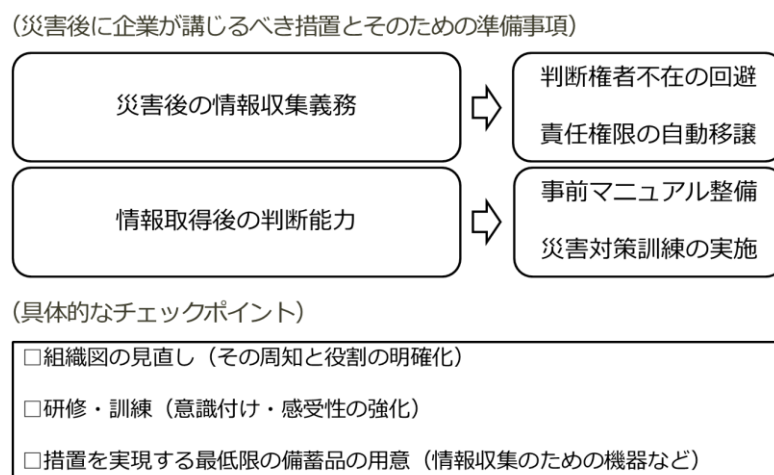 (災害後に企業が講じるべき措置とそのための準備事項)
災害後の情報収集義務
判断権者不在の回避
責任権限の自動移譲
情報取得後の判断能力
事前マニュアル整備
災害対策訓練の実施
(具体的なチェックポイント)
□組織図の見直し（その周知と役割の明確化）
□研修・訓練（意識付け・感受性の強化）
□措置を実現する最低限の備蓄品の用意（情報収集のための機器など）